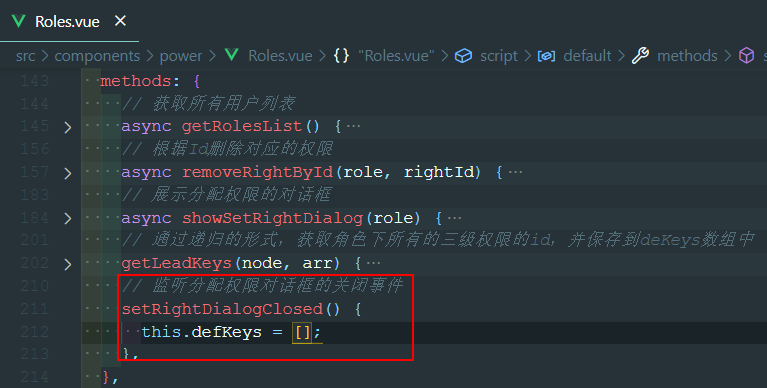 Roles.vue ×
src > components > power > Roles.vue > {} "Roles.vue" > script > default > methods >
143 methods: {
144 // 获取所有用户列表
145 async getRolesList() {…
156 // 根据Id删除对应的权限
157 async removeRightById(role, rightId) {…
183 // 展示分配权限的对话框
184 async showSetRightDialog(role) {…
201 // 通过递归的形式，获取角色下所有的三级权限的id，并保存到deKeys数组中
202 getLeadKeys(node, arr) {…
210 // 监听分配权限对话框的关闭事件
211 setRightDialogClosed() {
212 this.defKeys = [];
213 },
214 },